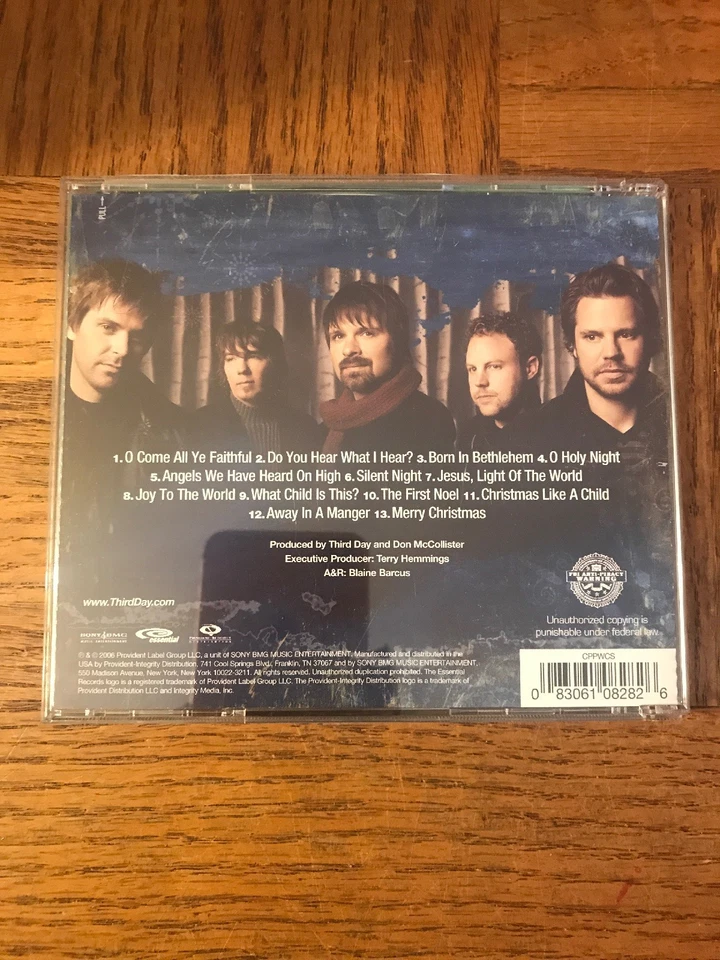 PULL→
1. O Come All Ye Faithful 2. Do You Hear What I Hear? 3. Born In Bethlehem 4. O Holy Night
5. Angels We Have Heard On High 6. Silent Night 7. Jesus, Light Of The World
8. Joy To The World 9. What Child Is This? 10. The First Noel 11. Christmas Like A Child
12. Away In A Manger 13. Merry Christmas
Produced by Third Day and Don McCollister
Executive Producer: Terry Hemmings
A&R: Blaine Barcus
www.ThirdDay.com
FBI ANTI-PIRACY
WARNING
Unauthorized copying is
punishable under federal law
SONY BMG
essential
℗ & © 2006 Provident Label Group LLC, a unit of SONY BMG MUSIC ENTERTAINMENT. Manufactured and distributed in the
USA by Provident-Integrity Distribution, 741 Cool Springs Blvd., Franklin, TN 37067 and by SONY BMG MUSIC ENTERTAINMENT,
550 Madison Avenue, New York, New York 10022-3211. All rights reserved. Unauthorized duplication prohibited. The Essential
Records logo is a registered trademark of Provident Label Group LLC. The Provident-Integrity Distribution logo is a trademark of
Provident Distribution LLC and Integrity Media, Inc.
CPPWCS
0 83061 08282 6